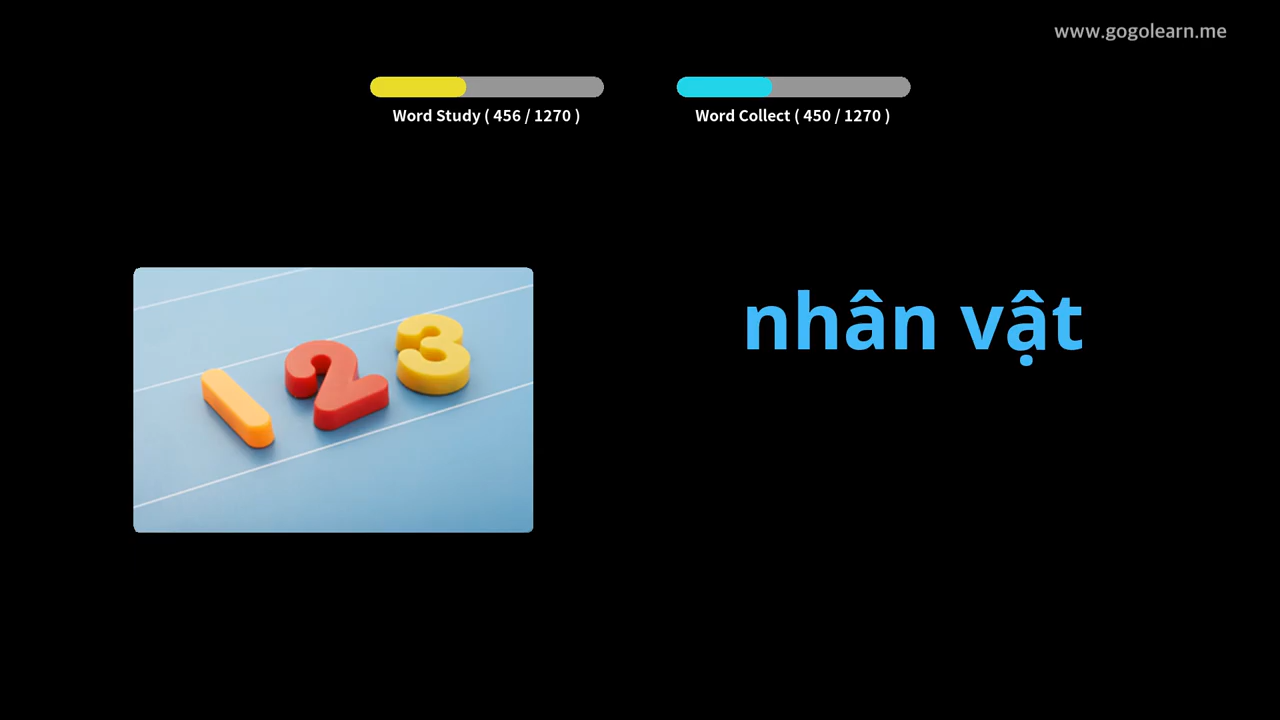 www.gogolearn.me
Word Study ( 456 / 1270 )
Word Collect ( 450 / 1270 )
1 2 3
nhân vật